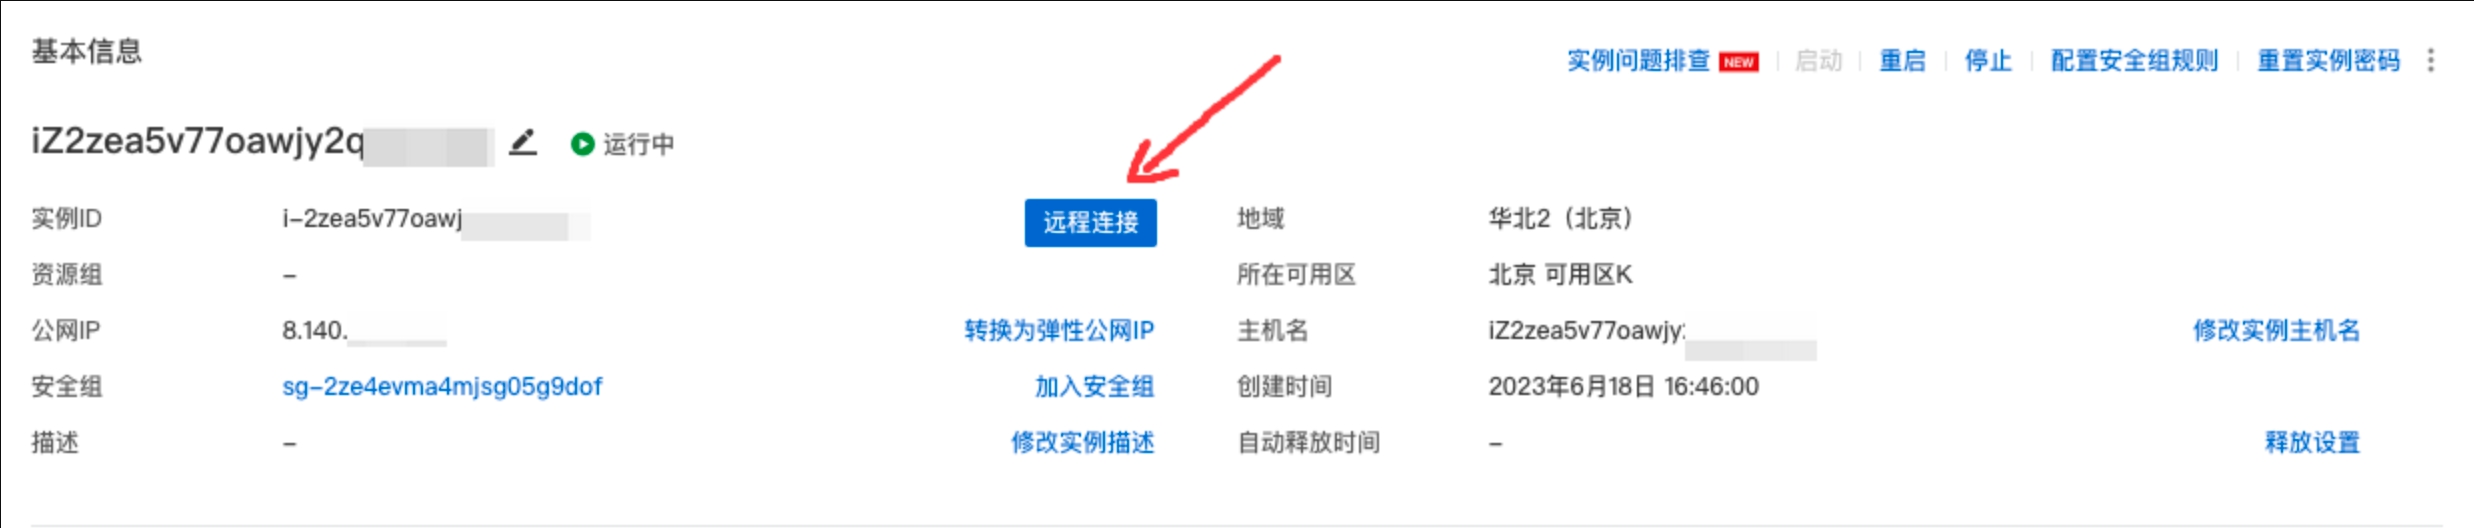 基本信息
实例问题排查 NEW 启动 重启 停止 配置安全组规则 重置实例密码
iZ2zea5v77oawjy2q 运行中
实例ID i-2zea5v77oawj 远程连接 地域 华北2（北京）
资源组 – 所在可用区 北京 可用区K
公网IP 8.140. 转换为弹性公网IP 主机名 iZ2zea5v77oawjy 修改实例主机名
安全组 sg-2ze4evma4mjsg05g9dof 加入安全组 创建时间 2023年6月18日 16:46:00
描述 – 修改实例描述 自动释放时间 – 释放设置